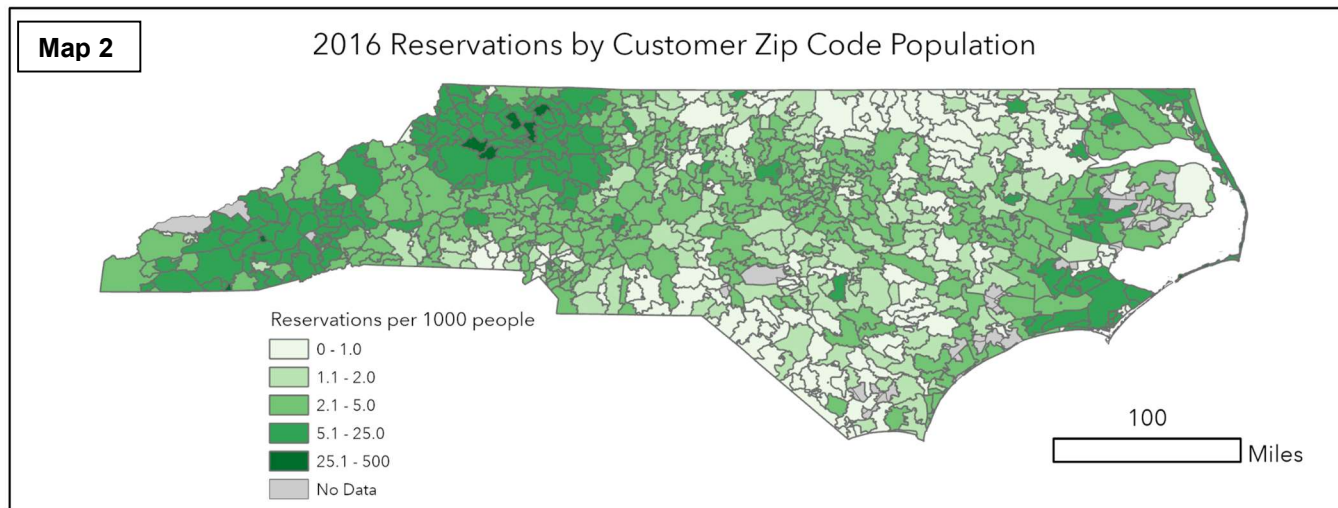 Map 2
2016 Reservations by Customer Zip Code Population
Reservations per 1000 people
0 - 1.0
1.1 - 2.0
2.1 - 5.0
5.1 - 25.0
25.1 - 500
No Data
100
Miles